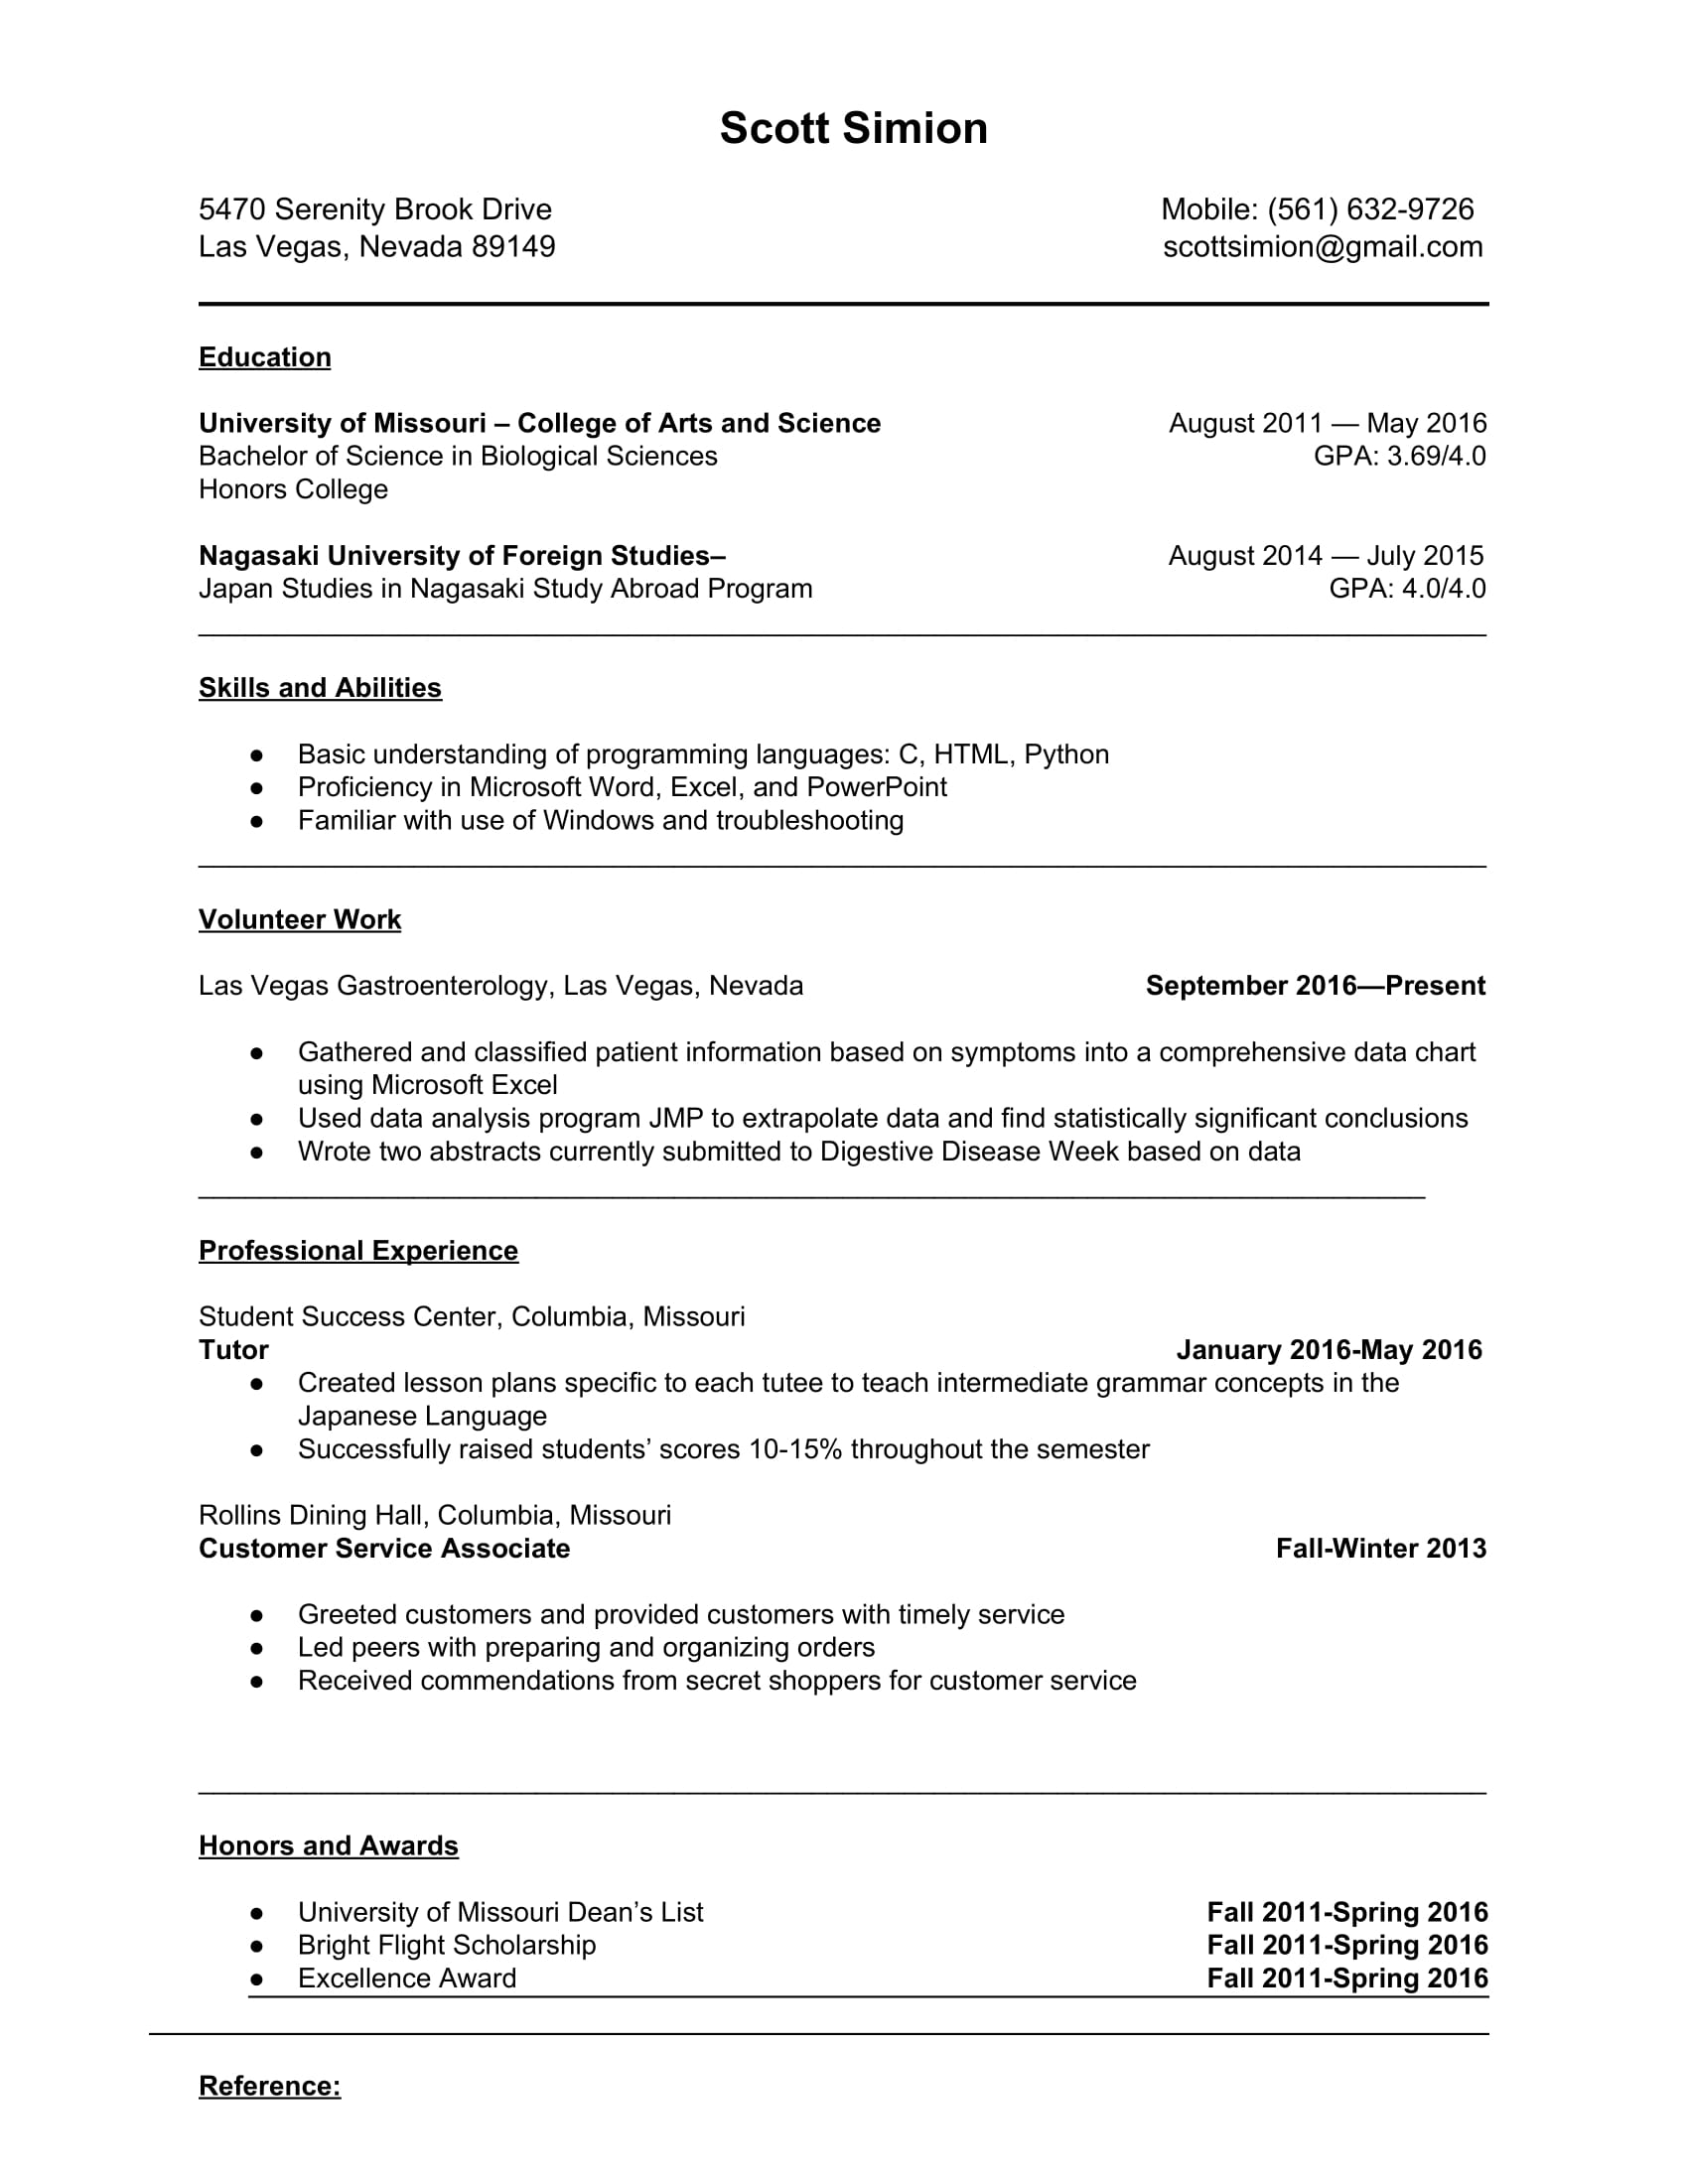 Scott Simion
5470 Serenity Brook Drive Mobile: (561) 632-9726
Las Vegas, Nevada 89149 scottsimion@gmail.com
Education
University of Missouri – College of Arts and Science August 2011 — May 2016
Bachelor of Science in Biological Sciences GPA: 3.69/4.0
Honors College
Nagasaki University of Foreign Studies– August 2014 — July 2015
Japan Studies in Nagasaki Study Abroad Program GPA: 4.0/4.0
Skills and Abilities
● Basic understanding of programming languages: C, HTML, Python
● Proficiency in Microsoft Word, Excel, and PowerPoint
● Familiar with use of Windows and troubleshooting
Volunteer Work
Las Vegas Gastroenterology, Las Vegas, Nevada September 2016—Present
● Gathered and classified patient information based on symptoms into a comprehensive data chart
using Microsoft Excel
● Used data analysis program JMP to extrapolate data and find statistically significant conclusions
● Wrote two abstracts currently submitted to Digestive Disease Week based on data
Professional Experience
Student Success Center, Columbia, Missouri
Tutor January 2016-May 2016
● Created lesson plans specific to each tutee to teach intermediate grammar concepts in the
Japanese Language
● Successfully raised students’ scores 10-15% throughout the semester
Rollins Dining Hall, Columbia, Missouri
Customer Service Associate Fall-Winter 2013
● Greeted customers and provided customers with timely service
● Led peers with preparing and organizing orders
● Received commendations from secret shoppers for customer service
Honors and Awards
● University of Missouri Dean’s List Fall 2011-Spring 2016
● Bright Flight Scholarship Fall 2011-Spring 2016
● Excellence Award Fall 2011-Spring 2016
Reference: